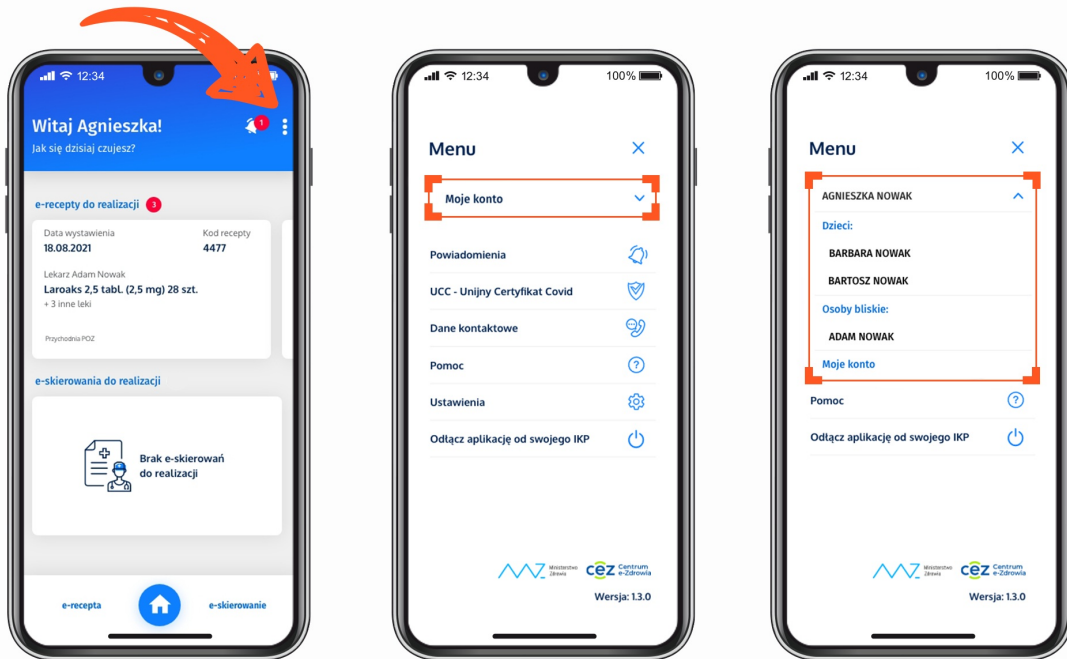 12:34
Witaj Agnieszka!
1
Jak się dzisiaj czujesz?
e-recepty do realizacji 3
Data wystawienia Kod recepty
18.08.2021 4477
Lekarz Adam Nowak
Laroaks 2,5 tabl. (2,5 mg) 28 szt.
+ 3 inne leki
Przychodnia POZ
e-skierowania do realizacji
Brak e-skierowań
do realizacji
e-recepta e-skierowanie
12:34 100%
Menu
Moje konto
Powiadomienia
UCC - Unijny Certyfikat Covid
Dane kontaktowe
Pomoc
Ustawienia
Odłącz aplikację od swojego IKP
Ministerstwo
Zdrowia
cez Centrum
e-Zdrowia
Wersja: 1.3.0
12:34 100%
Menu
AGNIESZKA NOWAK
Dzieci:
BARBARA NOWAK
BARTOSZ NOWAK
Osoby bliskie:
ADAM NOWAK
Moje konto
Pomoc
Odłącz aplikację od swojego IKP
Ministerstwo
Zdrowia
cez Centrum
e-Zdrowia
Wersja: 1.3.0